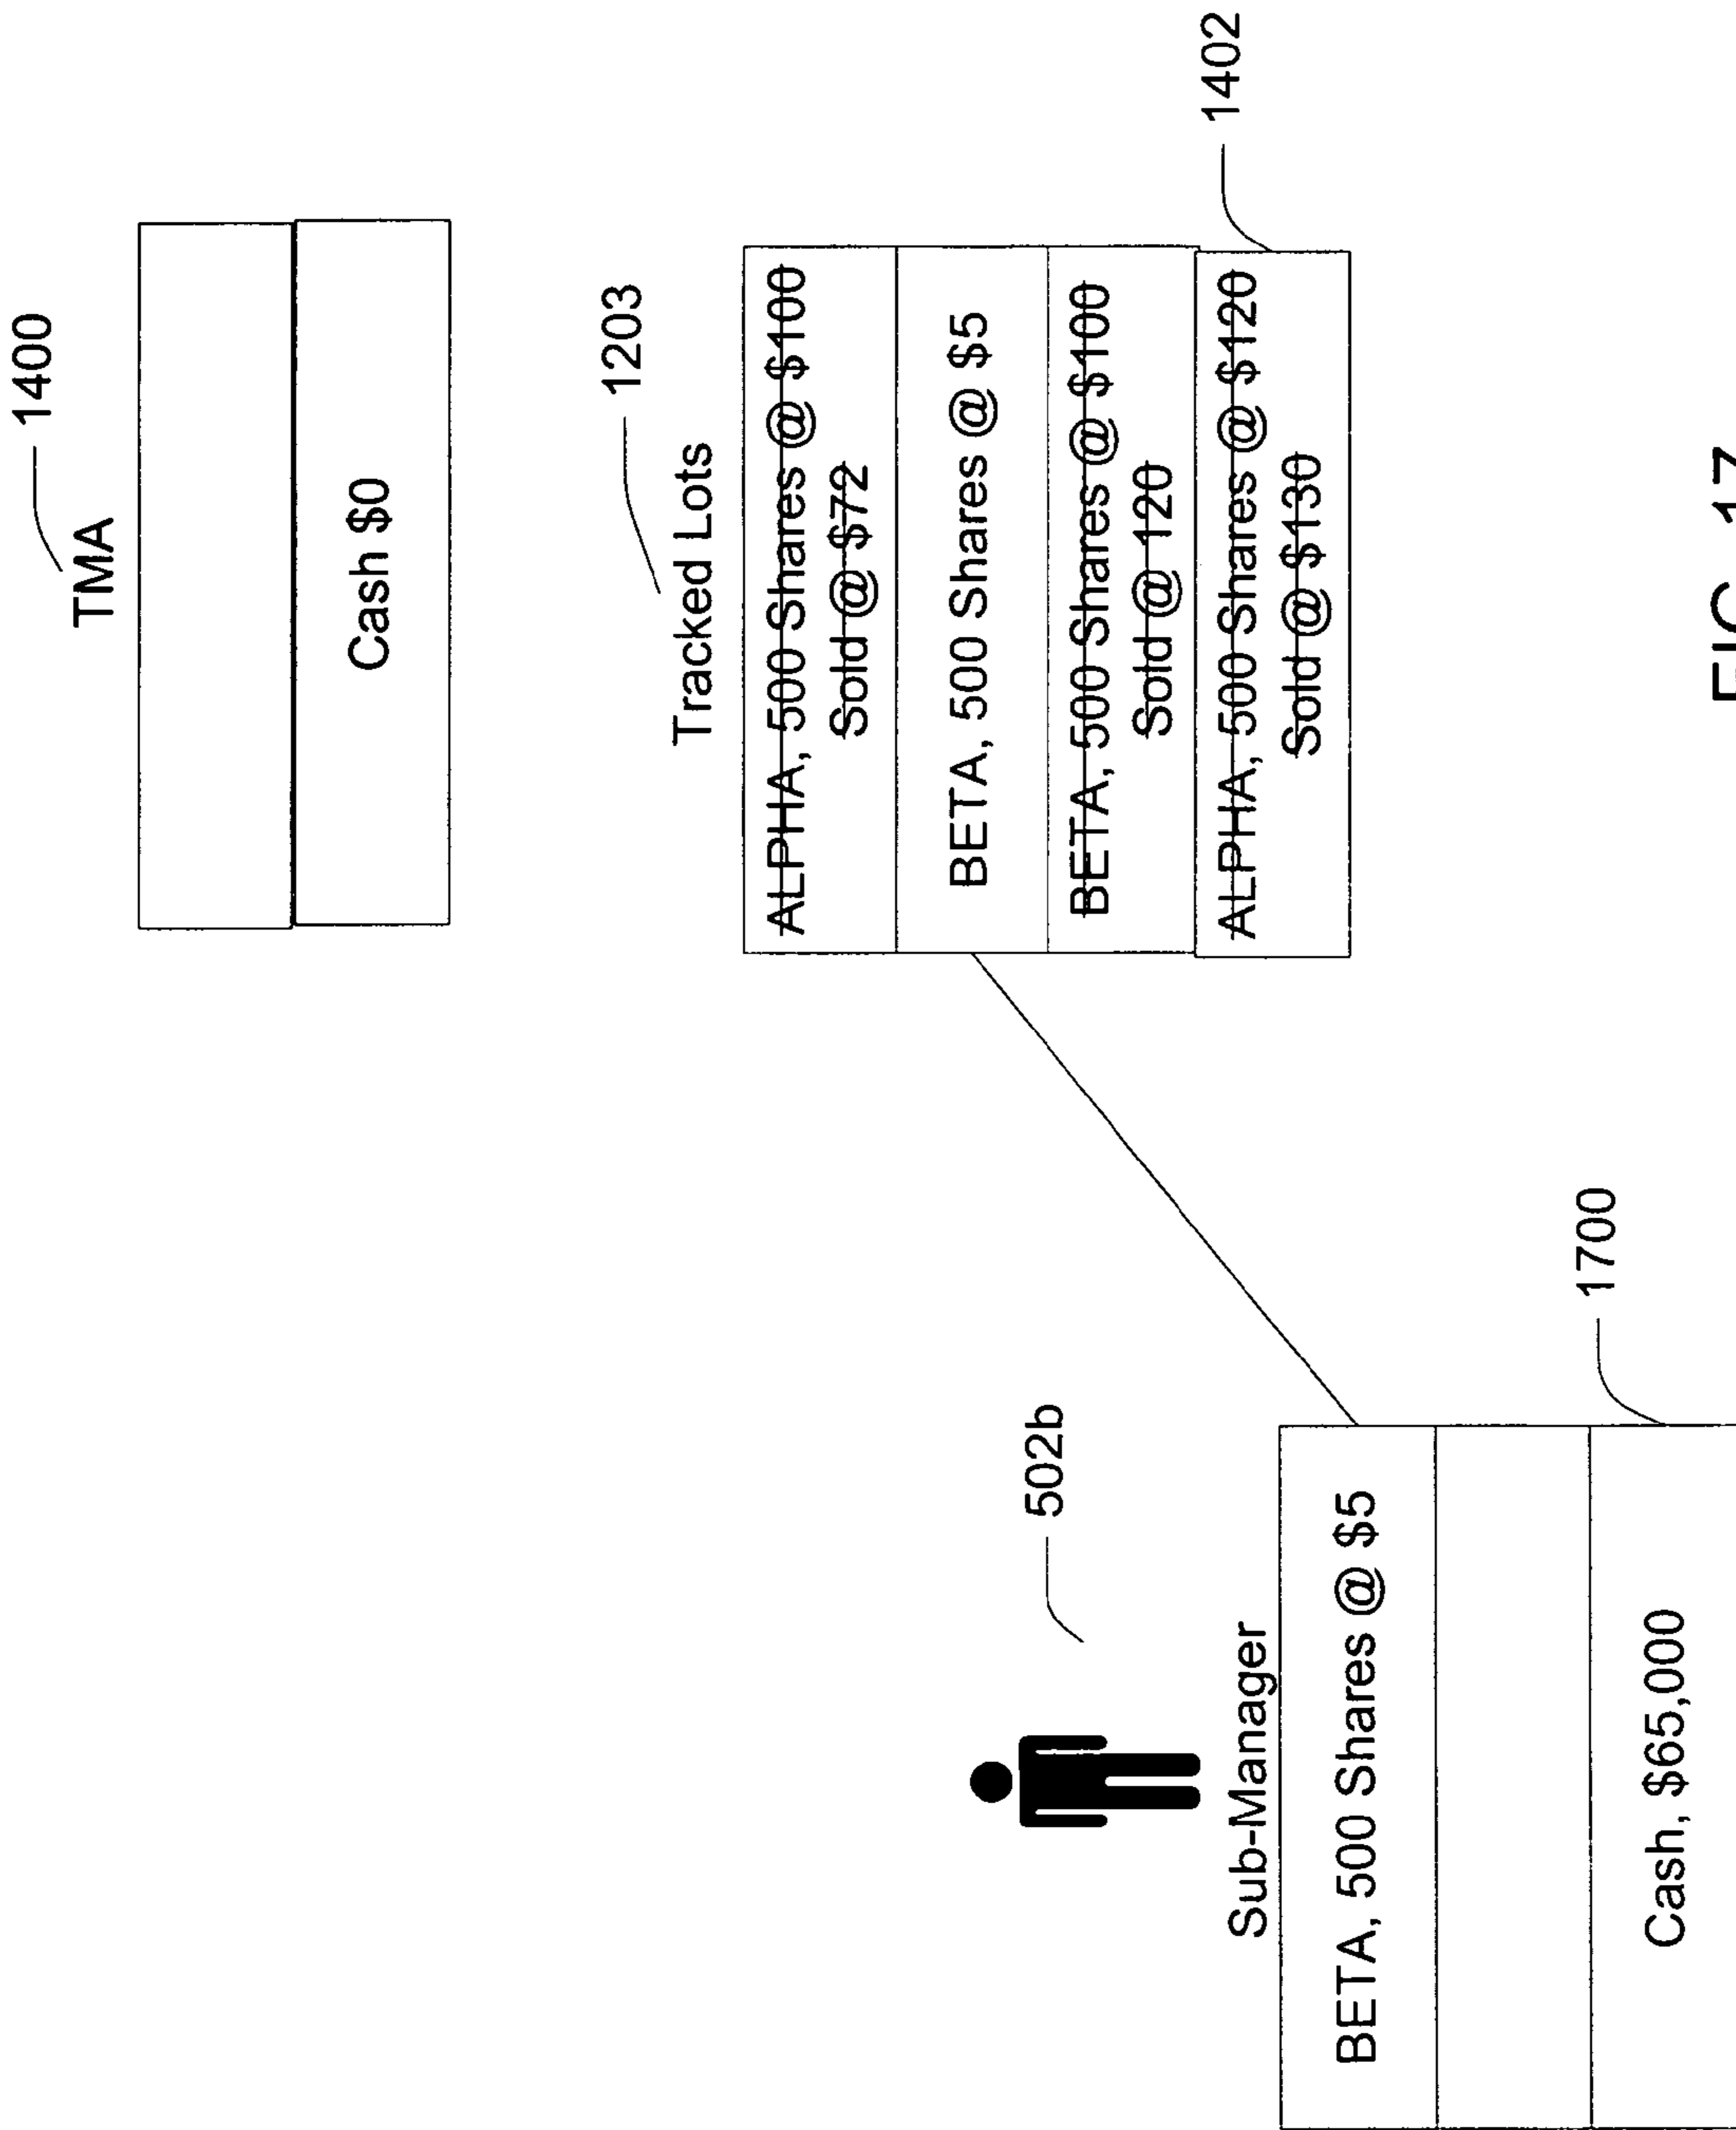 1400
TMA
Cash $0
1203
Tracked Lots
ALPHA, 500 Shares @ $100
Sold @ $72
BETA, 500 Shares @ $5
BETA, 500 Shares @ $100
Sold @ 120
ALPHA, 500 Shares @ $120
Sold @ $130
1402
502b
Sub-Manager
BETA, 500 Shares @ $5
Cash, $65,000
1700
FIG 17